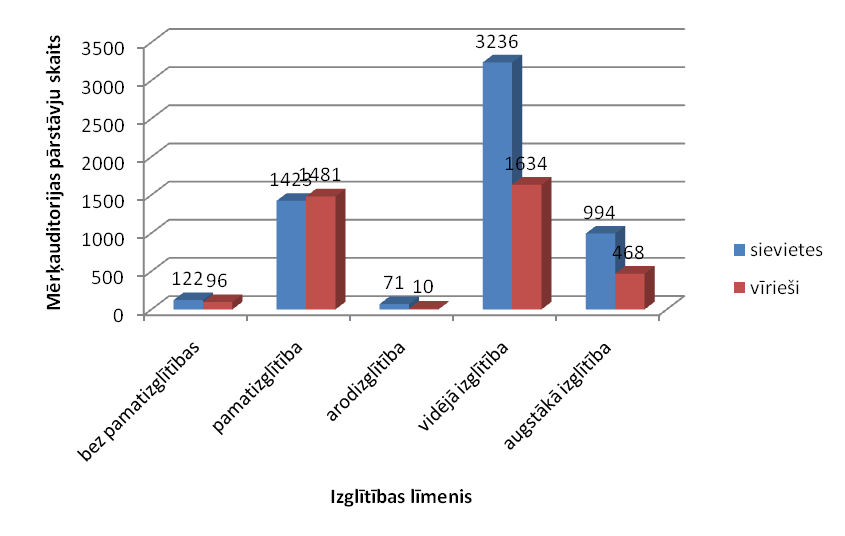 Mērķauditorijas pārstāvju skaits
3500
3000
2500
2000
1500
1000
500
0
122 96
1423 1481
71 10
3236
1634
994
468
sievietes
vīrieši
bez pamatizglītības
pamatizglītība
arodizglītība
vidējā izglītība
augstākā izglītība
Izglītības līmenis